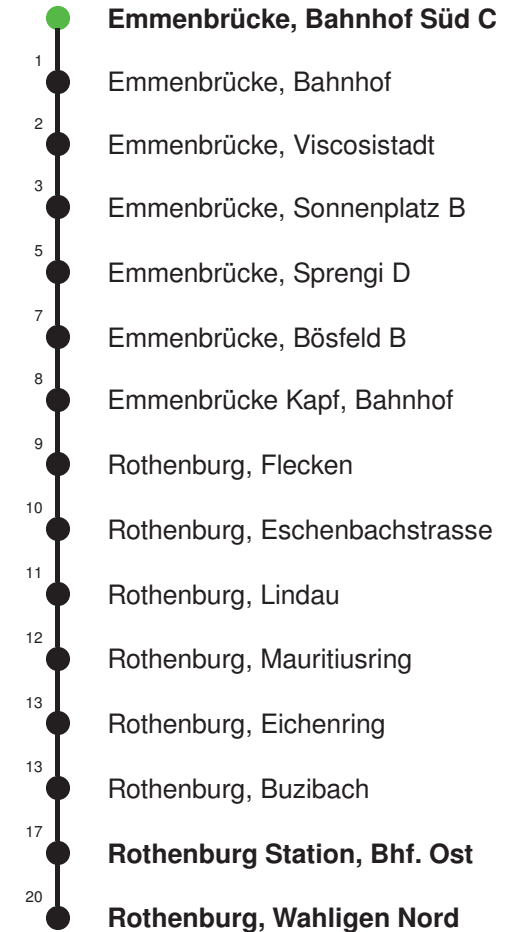 Emmenbrücke, Bahnhof Süd C
1 Emmenbrücke, Bahnhof
2 Emmenbrücke, Viscosistadt
3 Emmenbrücke, Sonnenplatz B
5 Emmenbrücke, Sprengi D
7 Emmenbrücke, Bösfeld B
8 Emmenbrücke Kapf, Bahnhof
9 Rothenburg, Flecken
10 Rothenburg, Eschenbachstrasse
11 Rothenburg, Lindau
12 Rothenburg, Mauritiusring
13 Rothenburg, Eichenring
13 Rothenburg, Buzibach
17 Rothenburg Station, Bhf. Ost
20 Rothenburg, Wahligen Nord